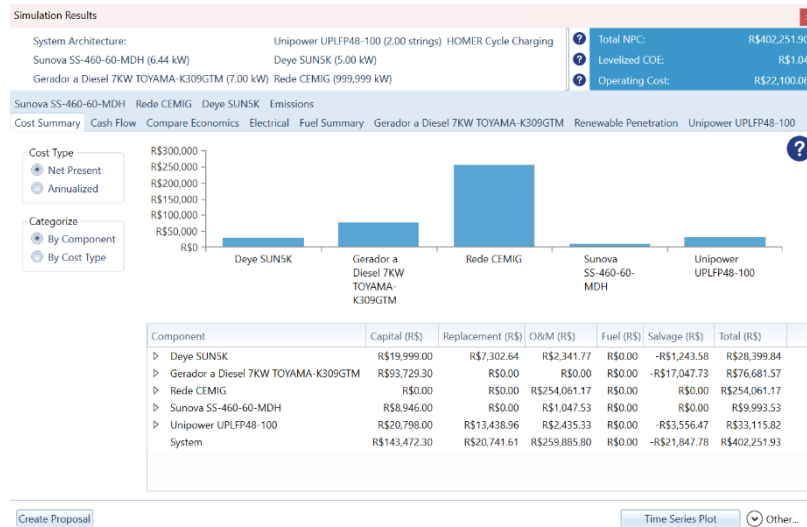 Simulation Results
System Architecture: Unipower UPLFP48-100 (2.00 strings) HOMER Cycle Charging
Sunova SS-460-60-MDH (6.44 kW) Deye SUN5K (5.00 kW)
Gerador a Diesel 7KW TOYAMA-K309GTM (7.00 kW) Rede CEMIG (999,999 kW)
? Total NPC: R$402,251.90
? Levelized COE: R$1.04
? Operating Cost: R$22,100.06
Sunova SS-460-60-MDH Rede CEMIG Deye SUN5K Emissions
Cost Summary Cash Flow Compare Economics Electrical Fuel Summary Gerador a Diesel 7KW TOYAMA-K309GTM Renewable Penetration Unipower UPLFP48-100
Cost Type
Net Present
Annualized
Categorize
By Component
By Cost Type
?
R$300,000
R$250,000
R$200,000
R$150,000
R$100,000
R$50,000
R$0
Deye SUN5K
Gerador a
Diesel 7KW
TOYAMA-
K309GTM
Rede CEMIG
Sunova
SS-460-60-
MDH
Unipower
UPLFP48-100
Component Capital (R$) Replacement (R$) O&M (R$) Fuel (R$) Salvage (R$) Total (R$)
Deye SUN5K R$19,999.00 R$7,302.64 R$2,341.77 R$0.00 -R$1,243.58 R$28,399.84
Gerador a Diesel 7KW TOYAMA-K309GTM R$93,729.30 R$0.00 R$0.00 R$0.00 -R$17,047.73 R$76,681.57
Rede CEMIG R$0.00 R$0.00 R$254,061.17 R$0.00 R$0.00 R$254,061.17
Sunova SS-460-60-MDH R$8,946.00 R$0.00 R$1,047.53 R$0.00 R$0.00 R$9,993.53
Unipower UPLFP48-100 R$20,798.00 R$13,438.96 R$2,435.33 R$0.00 -R$3,556.47 R$33,115.82
System R$143,472.30 R$20,741.61 R$259,885.80 R$0.00 -R$21,847.78 R$402,251.93
Create Proposal
Time Series Plot
Other...